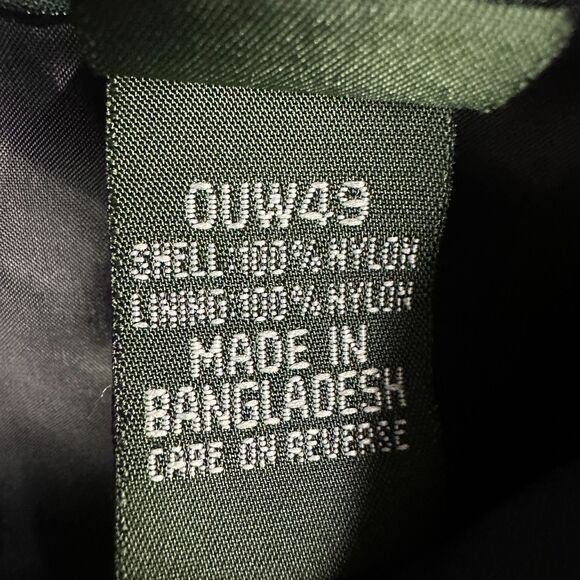 OUW49
SHELL 100% NYLON
LINING 100% NYLON
MADE IN
BANGLADESH
CARE ON REVERSE